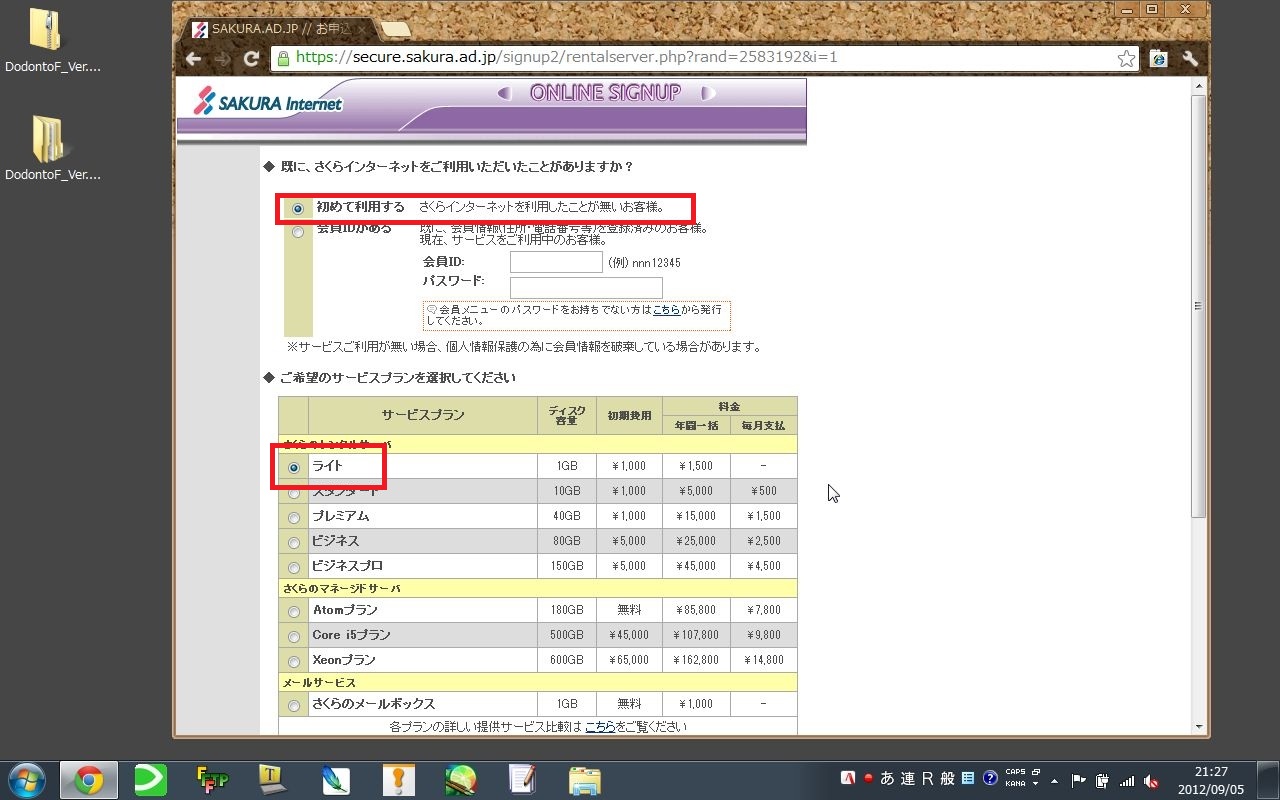 DodontoF_Ver....
DodontoF_Ver....
SAKURA.AD.JP // お申込
https://secure.sakura.ad.jp/signup2/rentalserver.php?rand=2583192&i=1
SAKURA Internet
ONLINE SIGNUP
◆ 既に、さくらインターネットをご利用いただいたことがありますか？
初めて利用する さくらインターネットを利用したことが無いお客様。
会員IDがある 既に、会員情報(住所・電話番号等)を登録済みのお客様。
現在、サービスをご利用中のお客様。
会員ID: (例) nnn12345
パスワード:
会員メニューのパスワードをお持ちでない方はこちらから発行
してください。
※サービスご利用が無い場合、個人情報保護の為に会員情報を破棄している場合があります。
◆ ご希望のサービスプランを選択してください
サービスプラン ディスク容量 初期費用 料金
年間一括 毎月支払
さくらのレンタルサーバ
ライト 1GB ￥1,000 ￥1,500 -
スタンダード 10GB ￥1,000 ￥5,000 ￥500
プレミアム 40GB ￥1,000 ￥15,000 ￥1,500
ビジネス 80GB ￥5,000 ￥25,000 ￥2,500
ビジネスプロ 150GB ￥5,000 ￥45,000 ￥4,500
さくらのマネージドサーバ
Atomプラン 180GB 無料 ￥85,800 ￥7,800
Core i5プラン 500GB ￥45,000 ￥107,800 ￥9,800
Xeonプラン 600GB ￥65,000 ￥162,800 ￥14,800
メールサービス
さくらのメールボックス 1GB 無料 ￥1,000 -
各プランの詳しい提供サービス比較は こちらをご覧ください
FFFTP
T
A あ 連 R 般 CAPS
KANA
21:27
2012/09/05